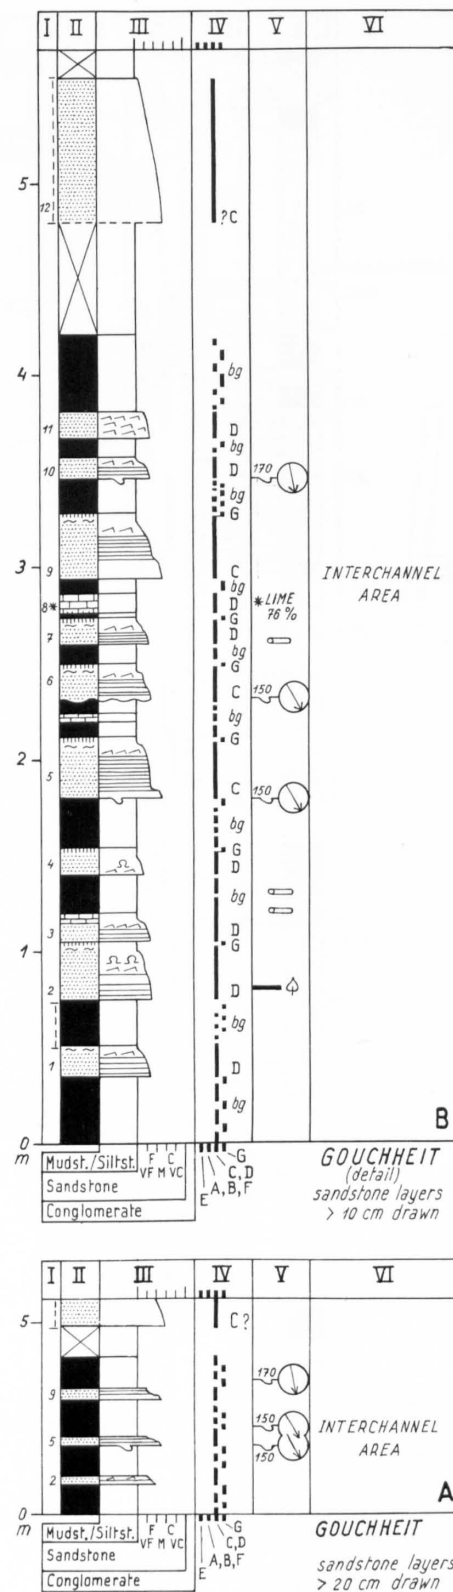 I II III IV V VI
5
12
?C
4
bg
11
D
bg
10
D
170
bg
G
9
C
INTERCHANNEL
AREA
3
bg
8*
D
* LIME
76 %
G
7
D
bg
G
6
C
150
bg
G
2
5
C
150
bg
G
4
D
bg
3
D
1
G
2
D
bg
1
D
bg
B
0
m
Mudst./Siltst.
F C
VF M VC
Sandstone
Conglomerate
G
C,D
A,B,F
E
GOUCHHEIT
(detail)
sandstone layers
> 10 cm drawn
I II III IV V VI
5
C?
170
9
150
INTERCHANNEL
AREA
5
150
2
A
0
m
Mudst./Siltst.
F C
VF M VC
Sandstone
Conglomerate
G
C,D
A,B,F
E
GOUCHHEIT
sandstone layers
> 20 cm drawn